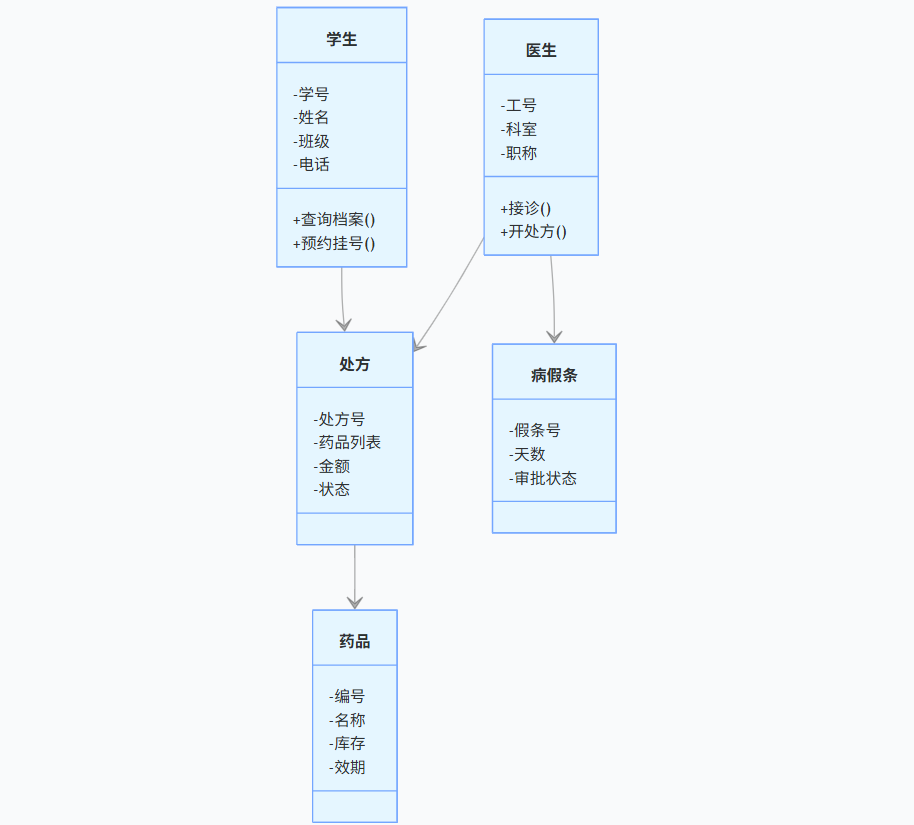 学生
-学号
-姓名
-班级
-电话
+查询档案()
+预约挂号()
医生
-工号
-科室
-职称
+接诊()
+开处方()
处方
-处方号
-药品列表
-金额
-状态
病假条
-假条号
-天数
-审批状态
药品
-编号
-名称
-库存
-效期